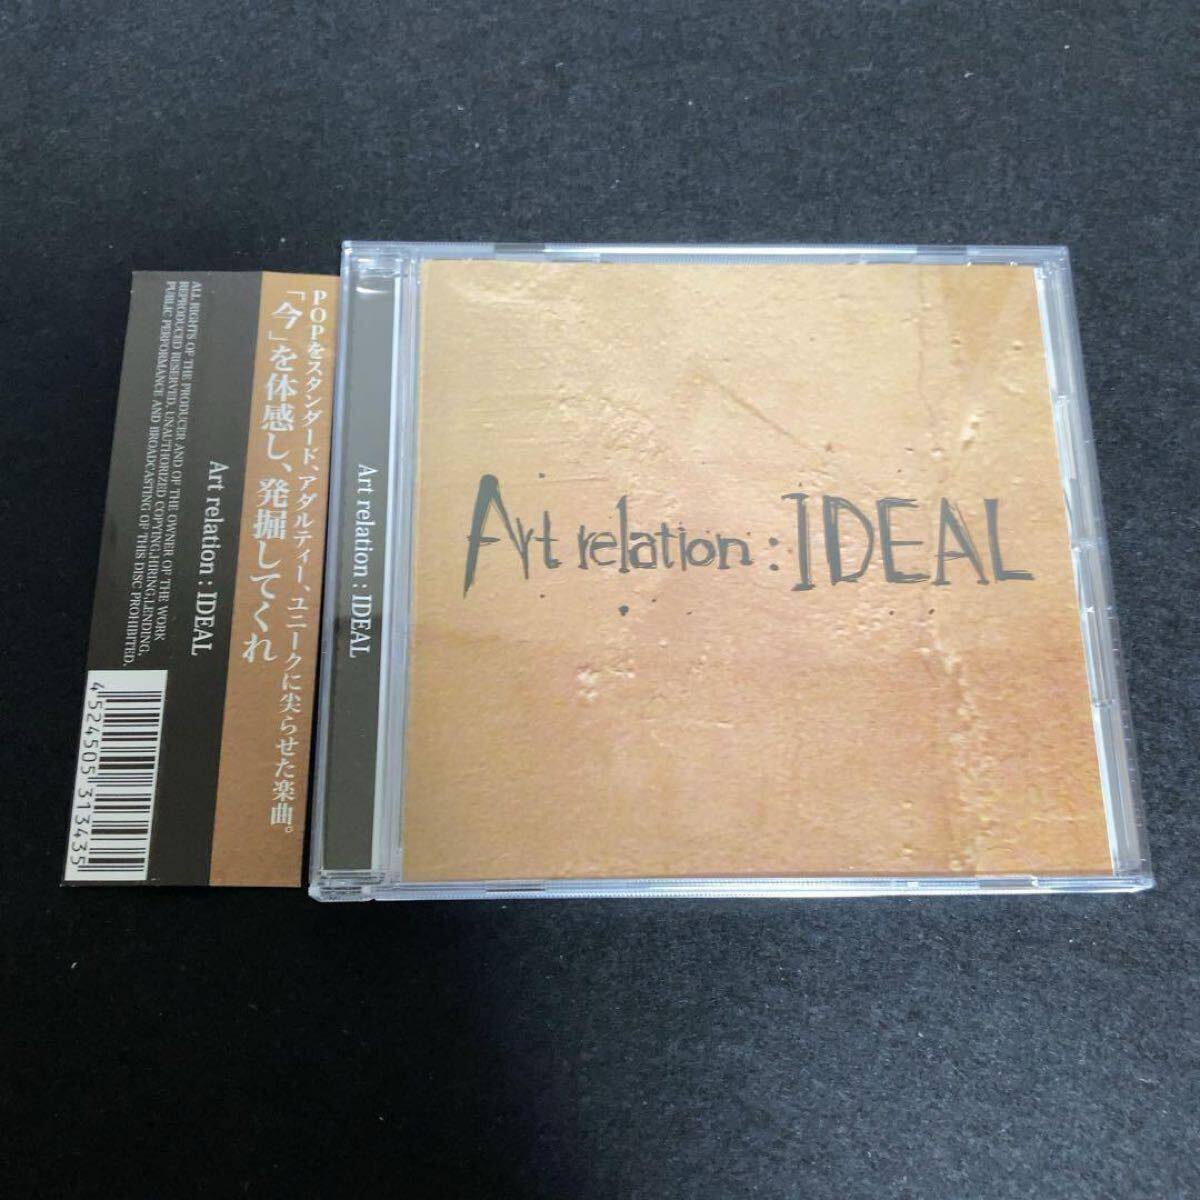 POPをスタンダード、アダルティー、ユニークに尖らせた楽曲。
「今」を体感し、発掘してくれ
Art relation : IDEAL
ALL RIGHTS OF THE PRODUCER AND OF THE OWNER OF THE WORK
REPRODUCED RESERVED. UNAUTHORIZED COPYING,HIRING,LENDING,
PUBLIC PERFORMANCE AND BROADCASTING OF THIS DISC PROHIBITED.
4524505313435
Art relation : IDEAL
Art relation : IDEAL